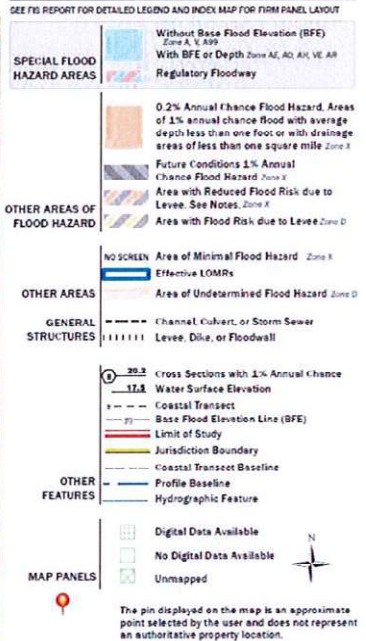 SEE FIS REPORT FOR DETAILED LEGEND AND INDEX MAP FOR FIRM PANEL LAYOUT
SPECIAL FLOOD
HAZARD AREAS
Without Base Flood Elevation (BFE)
Zone A, V, A99
With BFE or Depth Zone AE, AO, AH, VE, AR
Regulatory Floodway
OTHER AREAS OF
FLOOD HAZARD
0.2% Annual Chance Flood Hazard, Areas
of 1% annual chance flood with average
depth less than one foot or with drainage
areas of less than one square mile Zone X
Future Conditions 1% Annual
Chance Flood Hazard Zone X
Area with Reduced Flood Risk due to
Levee. See Notes. Zone X
Area with Flood Risk due to Levee Zone D
OTHER AREAS
NO SCREEN Area of Minimal Flood Hazard Zone X
Effective LOMRs
Area of Undetermined Flood Hazard Zone D
GENERAL
STRUCTURES
Channel, Culvert, or Storm Sewer
Levee, Dike, or Floodwall
OTHER
FEATURES
B 20.2 Cross Sections with 1% Annual Chance
17.5 Water Surface Elevation
Coastal Transect
Base Flood Elevation Line (BFE)
Limit of Study
Jurisdiction Boundary
Coastal Transect Baseline
Profile Baseline
Hydrographic Feature
MAP PANELS
Digital Data Available
No Digital Data Available
Unmapped
N
The pin displayed on the map is an approximate
point selected by the user and does not represent
an authoritative property location.